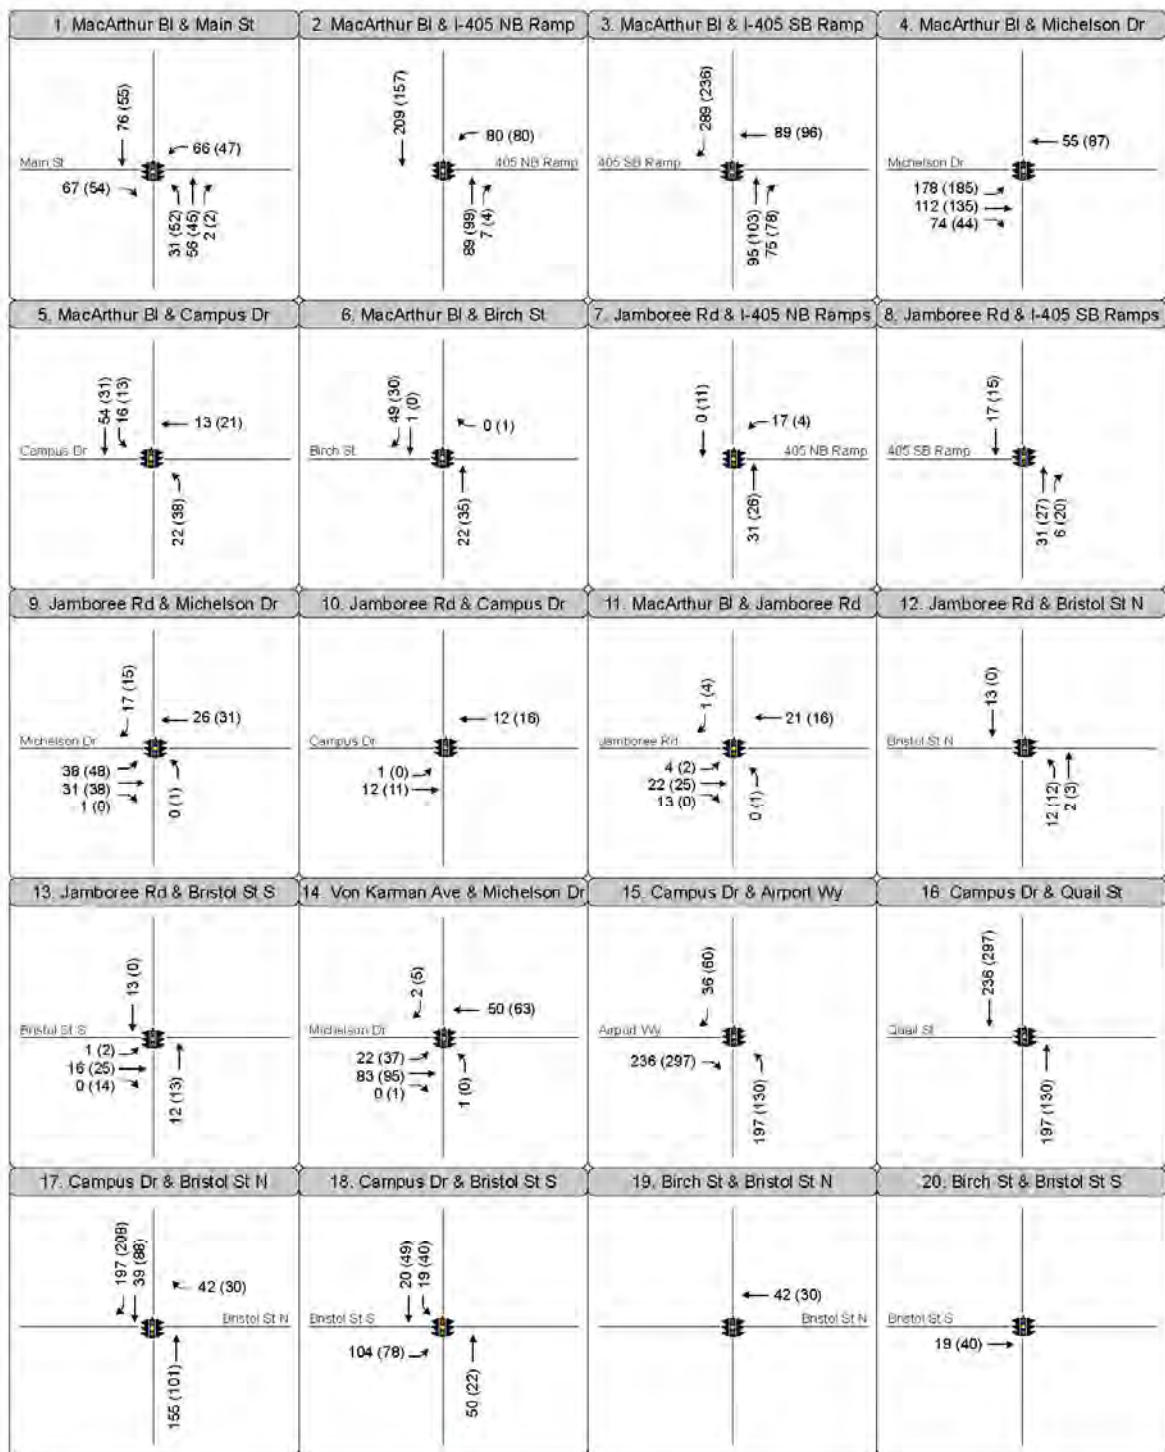 1. MacArthur Bl & Main St
76 (55)
66 (47)
Main St
67 (54)
31 (52)
56 (45)
2 (2)
2. MacArthur Bl & I-405 NB Ramp
209 (157)
80 (80)
405 NB Ramp
89 (99)
7 (4)
3. MacArthur Bl & I-405 SB Ramp
289 (236)
89 (96)
405 SB Ramp
95 (103)
75 (78)
4. MacArthur Bl & Michelson Dr
55 (87)
Michelson Dr
178 (185)
112 (135)
74 (44)
5. MacArthur Bl & Campus Dr
54 (31)
16 (13)
13 (21)
Campus Dr
22 (38)
6. MacArthur Bl & Birch St
49 (30)
1 (0)
0 (1)
Birch St
22 (35)
7. Jamboree Rd & I-405 NB Ramps
0 (11)
17 (4)
405 NB Ramp
31 (26)
8. Jamboree Rd & I-405 SB Ramps
17 (15)
405 SB Ramp
31 (27)
6 (20)
9. Jamboree Rd & Michelson Dr
17 (15)
26 (31)
Michelson Dr
38 (48)
31 (38)
1 (0)
0 (1)
10. Jamboree Rd & Campus Dr
12 (16)
Campus Dr
1 (0)
12 (11)
11. MacArthur Bl & Jamboree Rd
1 (4)
21 (16)
Jamboree Rd
4 (2)
22 (25)
13 (0)
0 (1)
12. Jamboree Rd & Bristol St N
13 (0)
Bristol St N
12 (12)
2 (3)
13. Jamboree Rd & Bristol St S
13 (0)
Bristol St S
1 (2)
16 (25)
0 (14)
12 (13)
14. Von Karman Ave & Michelson Dr
2 (5)
50 (63)
Michelson Dr
22 (37)
83 (95)
0 (1)
1 (0)
15. Campus Dr & Airport Wy
36 (60)
Airport Wy
236 (297)
197 (130)
16. Campus Dr & Quail St
236 (297)
Quail St
197 (130)
17. Campus Dr & Bristol St N
197 (208)
39 (88)
42 (30)
Bristol St N
155 (101)
18. Campus Dr & Bristol St S
20 (49)
19 (40)
Bristol St S
104 (78)
50 (22)
19. Birch St & Bristol St N
42 (30)
Bristol St N
20. Birch St & Bristol St S
Bristol St S
19 (40)